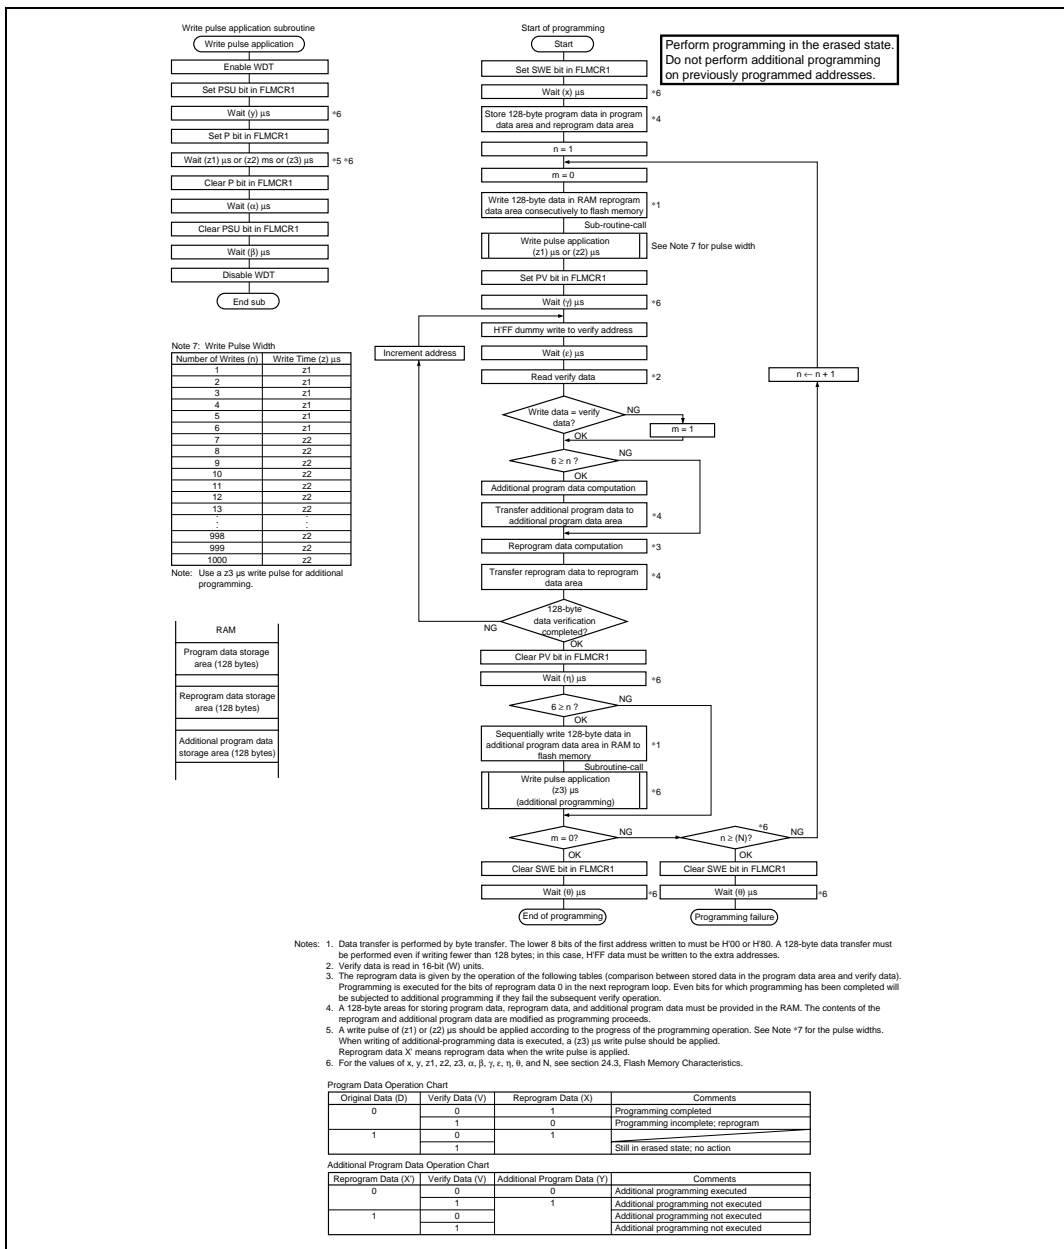 Write pulse application subroutine
Write pulse application
Enable WDT
Set PSU bit in FLMCR1
Wait (y) μs
*6
Set P bit in FLMCR1
Wait (z1) μs or (z2) ms or (z3) μs
*5 *6
Clear P bit in FLMCR1
Wait (α) μs
Clear PSU bit in FLMCR1
Wait (β) μs
Disable WDT
End sub
Note 7: Write Pulse Width
Number of Writes (n) Write Time (z) μs
1 z1
2 z1
3 z1
4 z1
5 z1
6 z1
7 z2
8 z2
9 z2
10 z2
11 z2
12 z2
13 z2
: :
998 z2
999 z2
1000 z2
Note: Use a z3 μs write pulse for additional
programming.
RAM
Program data storage
area (128 bytes)
Reprogram data storage
area (128 bytes)
Additional program data
storage area (128 bytes)
Start of programming
Start
Perform programming in the erased state.
Do not perform additional programming
on previously programmed addresses.
Set SWE bit in FLMCR1
Wait (x) μs
*6
Store 128-byte program data in program
data area and reprogram data area
*4
n = 1
m = 0
Write 128-byte data in RAM reprogram
data area consecutively to flash memory
*1
Sub-routine-call
Write pulse application
(z1) μs or (z2) μs
See Note 7 for pulse width
Set PV bit in FLMCR1
Wait (γ) μs
*6
H'FF dummy write to verify address
Increment address
Wait (ε) μs
Read verify data
*2
n ← n + 1
Write data = verify
data?
NG
m = 1
OK
6 ≥ n ?
NG
OK
Additional program data computation
Transfer additional program data to
additional program data area
*4
Reprogram data computation
*3
Transfer reprogram data to reprogram
data area
*4
128-byte
data verification
completed?
NG
OK
Clear PV bit in FLMCR1
Wait (η) μs
*6
6 ≥ n ?
NG
OK
Sequentially write 128-byte data in
additional program data area in RAM to
flash memory
*1
Subroutine-call
Write pulse application
(z3) μs
(additional programming)
*6
m = 0?
NG
n ≥ (N)?
*6
NG
OK
OK
Clear SWE bit in FLMCR1
Clear SWE bit in FLMCR1
Wait (θ) μs
*6
Wait (θ) μs
*6
End of programming
Programming failure
Notes: 1. Data transfer is performed by byte transfer. The lower 8 bits of the first address written to must be H'00 or H'80. A 128-byte data transfer must
be performed even if writing fewer than 128 bytes; in this case, H'FF data must be written to the extra addresses.
2. Verify data is read in 16-bit (W) units.
3. The reprogram data is given by the operation of the following tables (comparison between stored data in the program data area and verify data).
Programming is executed for the bits of reprogram data 0 in the next reprogram loop. Even bits for which programming has been completed will
be subjected to additional programming if they fail the subsequent verify operation.
4. A 128-byte areas for storing program data, reprogram data, and additional program data must be provided in the RAM. The contents of the
reprogram and additional program data are modified as programming proceeds.
5. A write pulse of (z1) or (z2) μs should be applied according to the progress of the programming operation. See Note *7 for the pulse widths.
When writing of additional-programming data is executed, a (z3) μs write pulse should be applied.
Reprogram data X' means reprogram data when the write pulse is applied.
6. For the values of x, y, z1, z2, z3, α, β, γ, ε, η, θ, and N, see section 24.3, Flash Memory Characteristics.
Program Data Operation Chart
Original Data (D) Verify Data (V) Reprogram Data (X) Comments
0 0 1 Programming completed
1 0 Programming incomplete; reprogram
1 0 1
1 Still in erased state; no action
Additional Program Data Operation Chart
Reprogram Data (X') Verify Data (V) Additional Program Data (Y) Comments
0 0 0 Additional programming executed
1 1 Additional programming not executed
1 0 Additional programming not executed
1 Additional programming not executed